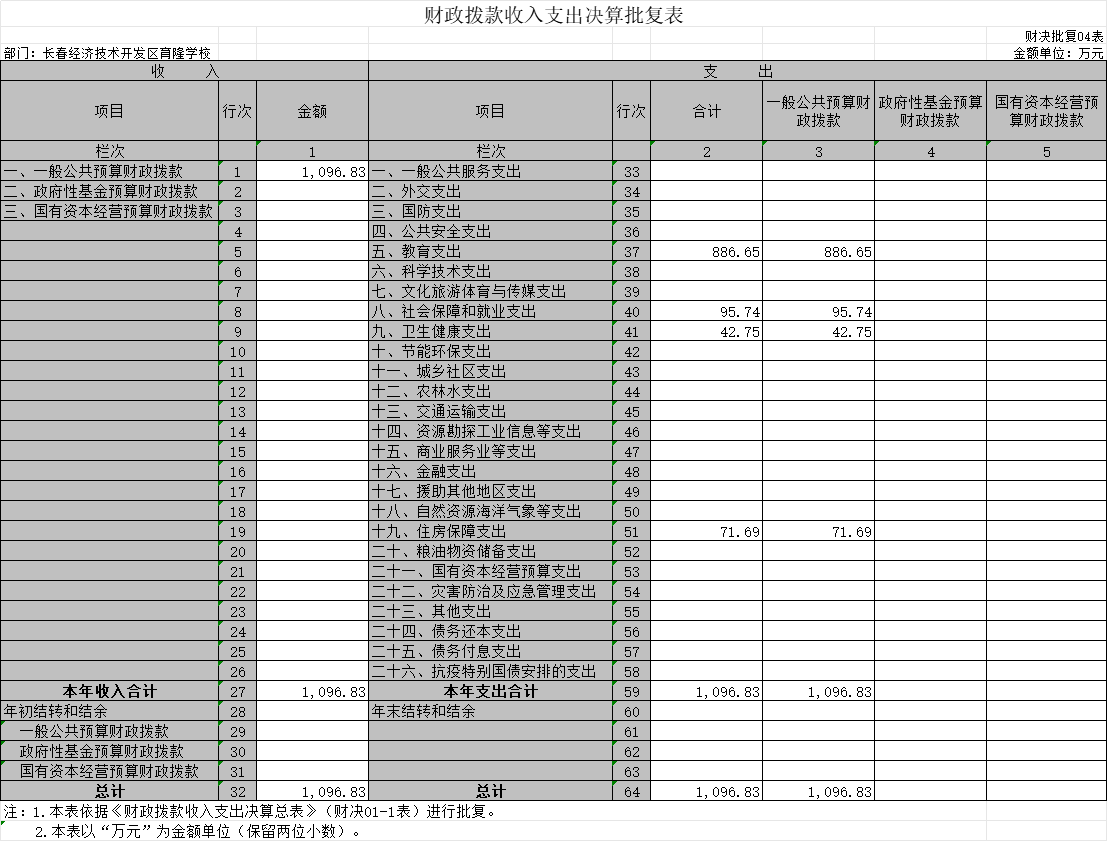 财政拨款收入支出决算批复表
财决批复04表
部门：长春经济技术开发区育隆学校 金额单位：万元
收 入 支 出
项目 行次 金额 项目 行次 合计 一般公共预算财政拨款 政府性基金预算财政拨款 国有资本经营预算财政拨款
栏次 1 栏次 2 3 4 5
一、一般公共预算财政拨款 1 1,096.83 一、一般公共服务支出 33
二、政府性基金预算财政拨款 2 二、外交支出 34
三、国有资本经营预算财政拨款 3 三、国防支出 35
4 四、公共安全支出 36
5 五、教育支出 37 886.65 886.65
6 六、科学技术支出 38
7 七、文化旅游体育与传媒支出 39
8 八、社会保障和就业支出 40 95.74 95.74
9 九、卫生健康支出 41 42.75 42.75
10 十、节能环保支出 42
11 十一、城乡社区支出 43
12 十二、农林水支出 44
13 十三、交通运输支出 45
14 十四、资源勘探工业信息等支出 46
15 十五、商业服务业等支出 47
16 十六、金融支出 48
17 十七、援助其他地区支出 49
18 十八、自然资源海洋气象等支出 50
19 十九、住房保障支出 51 71.69 71.69
20 二十、粮油物资储备支出 52
21 二十一、国有资本经营预算支出 53
22 二十二、灾害防治及应急管理支出 54
23 二十三、其他支出 55
24 二十四、债务还本支出 56
25 二十五、债务付息支出 57
26 二十六、抗疫特别国债安排的支出 58
本年收入合计 27 1,096.83 本年支出合计 59 1,096.83 1,096.83
年初结转和结余 28 年末结转和结余 60
一般公共预算财政拨款 29 61
政府性基金预算财政拨款 30 62
国有资本经营预算财政拨款 31 63
总计 32 1,096.83 总计 64 1,096.83 1,096.83
注：1.本表依据《财政拨款收入支出决算总表》（财决01-1表）进行批复。
2.本表以“万元”为金额单位（保留两位小数）。